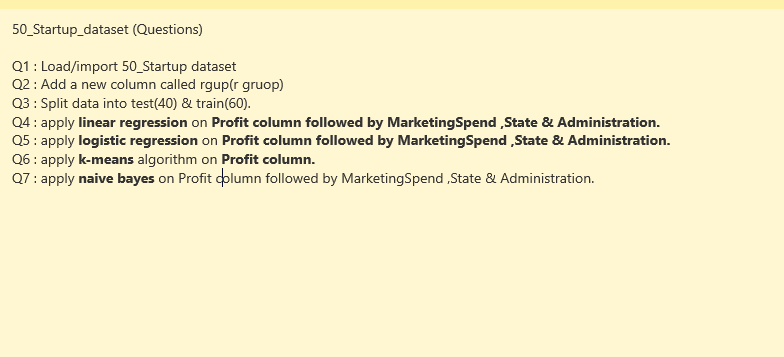 50_Startup_dataset (Questions)
Q1 : Load/import 50_Startup dataset
Q2 : Add a new column called rgup(r gruop)
Q3 : Split data into test(40) & train(60).
Q4 : apply linear regression on Profit column followed by MarketingSpend ,State & Administration.
Q5 : apply logistic regression on Profit column followed by MarketingSpend ,State & Administration.
Q6 : apply k-means algorithm on Profit column.
Q7 : apply naive bayes on Profit column followed by MarketingSpend ,State & Administration.